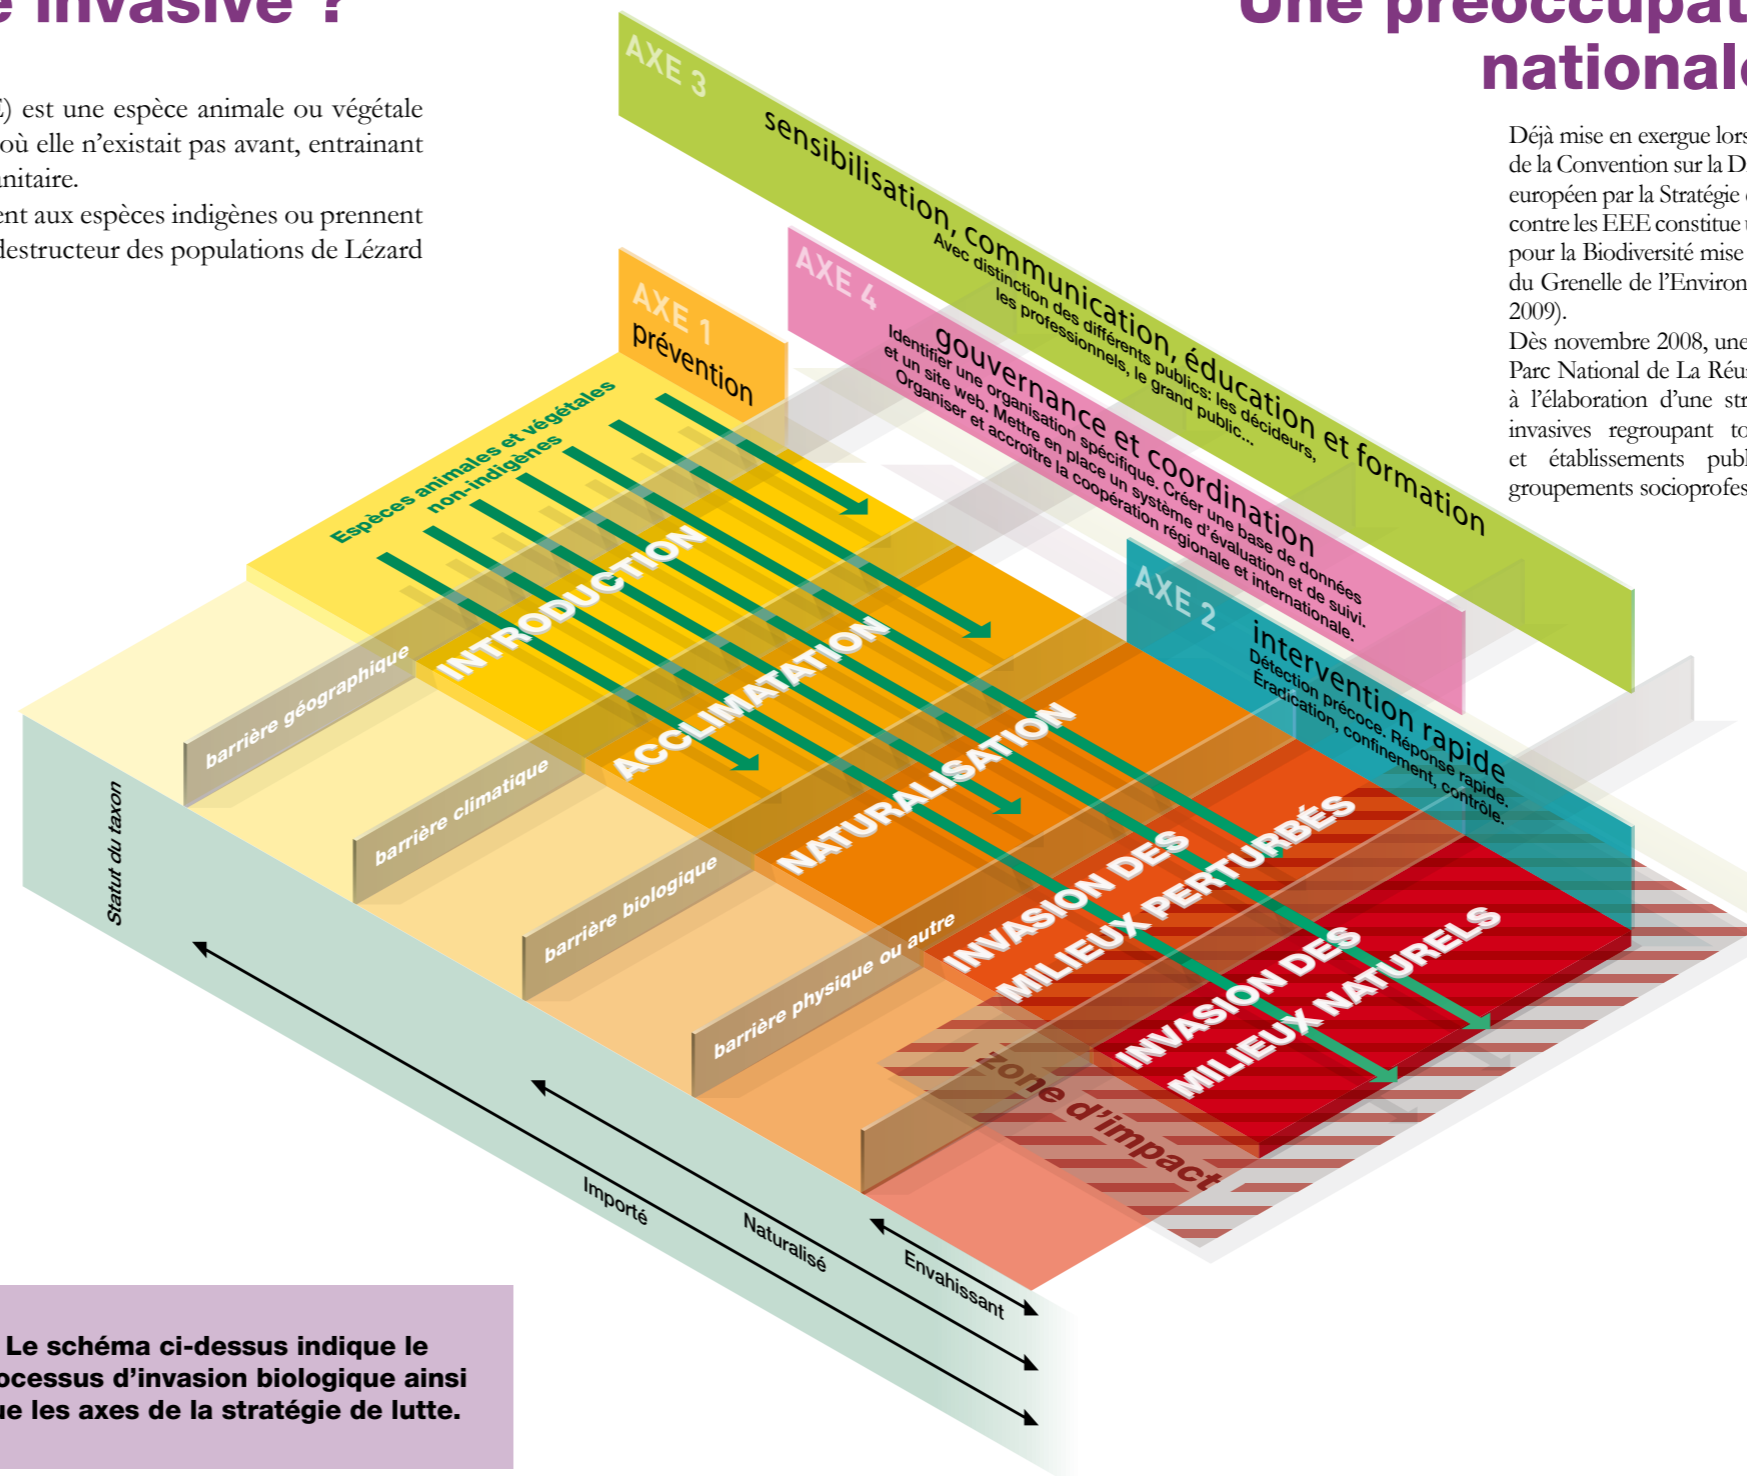 invasive ?
) est une espèce animale ou végétale
où elle n'existait pas avant, entrainant
nitaire.
ent aux espèces indigènes ou prennent
destructeur des populations de Lézard
Une préoccupat
national
Déjà mise en exergue lors
de la Convention sur la D
européen par la Stratégie
contre les EEE constitue
pour la Biodiversité mise
du Grenelle de l'Environ
2009).
Dès novembre 2008, une
Parc National de La Réu
à l'élaboration d'une str
invasives regroupant to
et établissements publ
groupements socioprofes
AXE 3
sensibilisation, communication, éducation et formation
Avec distinction des différents publics: les décideurs,
les professionnels, le grand public...
AXE 4
gouvernance et coordination
Identifier une organisation spécifique. Créer une base de données
et un site web. Mettre en place un système d'évaluation et de suivi.
Organiser et accroître la coopération régionale et internationale.
AXE 1
prévention
AXE 2
intervention rapide
Détection précoce. Réponse rapide.
Éradication, confinement, contrôle.
Espèces animales et végétales
non-indigènes
INTRODUCTION
ACCLIMATATION
NATURALISATION
INVASION DES
MILIEUX PERTURBÉS
INVASION DES
MILIEUX NATURELS
zone d'impact
barrière géographique
barrière climatique
barrière biologique
barrière physique ou autre
Statut du taxon
Importé
Naturalisé
Envahissant
Le schéma ci-dessus indique le
ocessus d'invasion biologique ainsi
ue les axes de la stratégie de lutte.